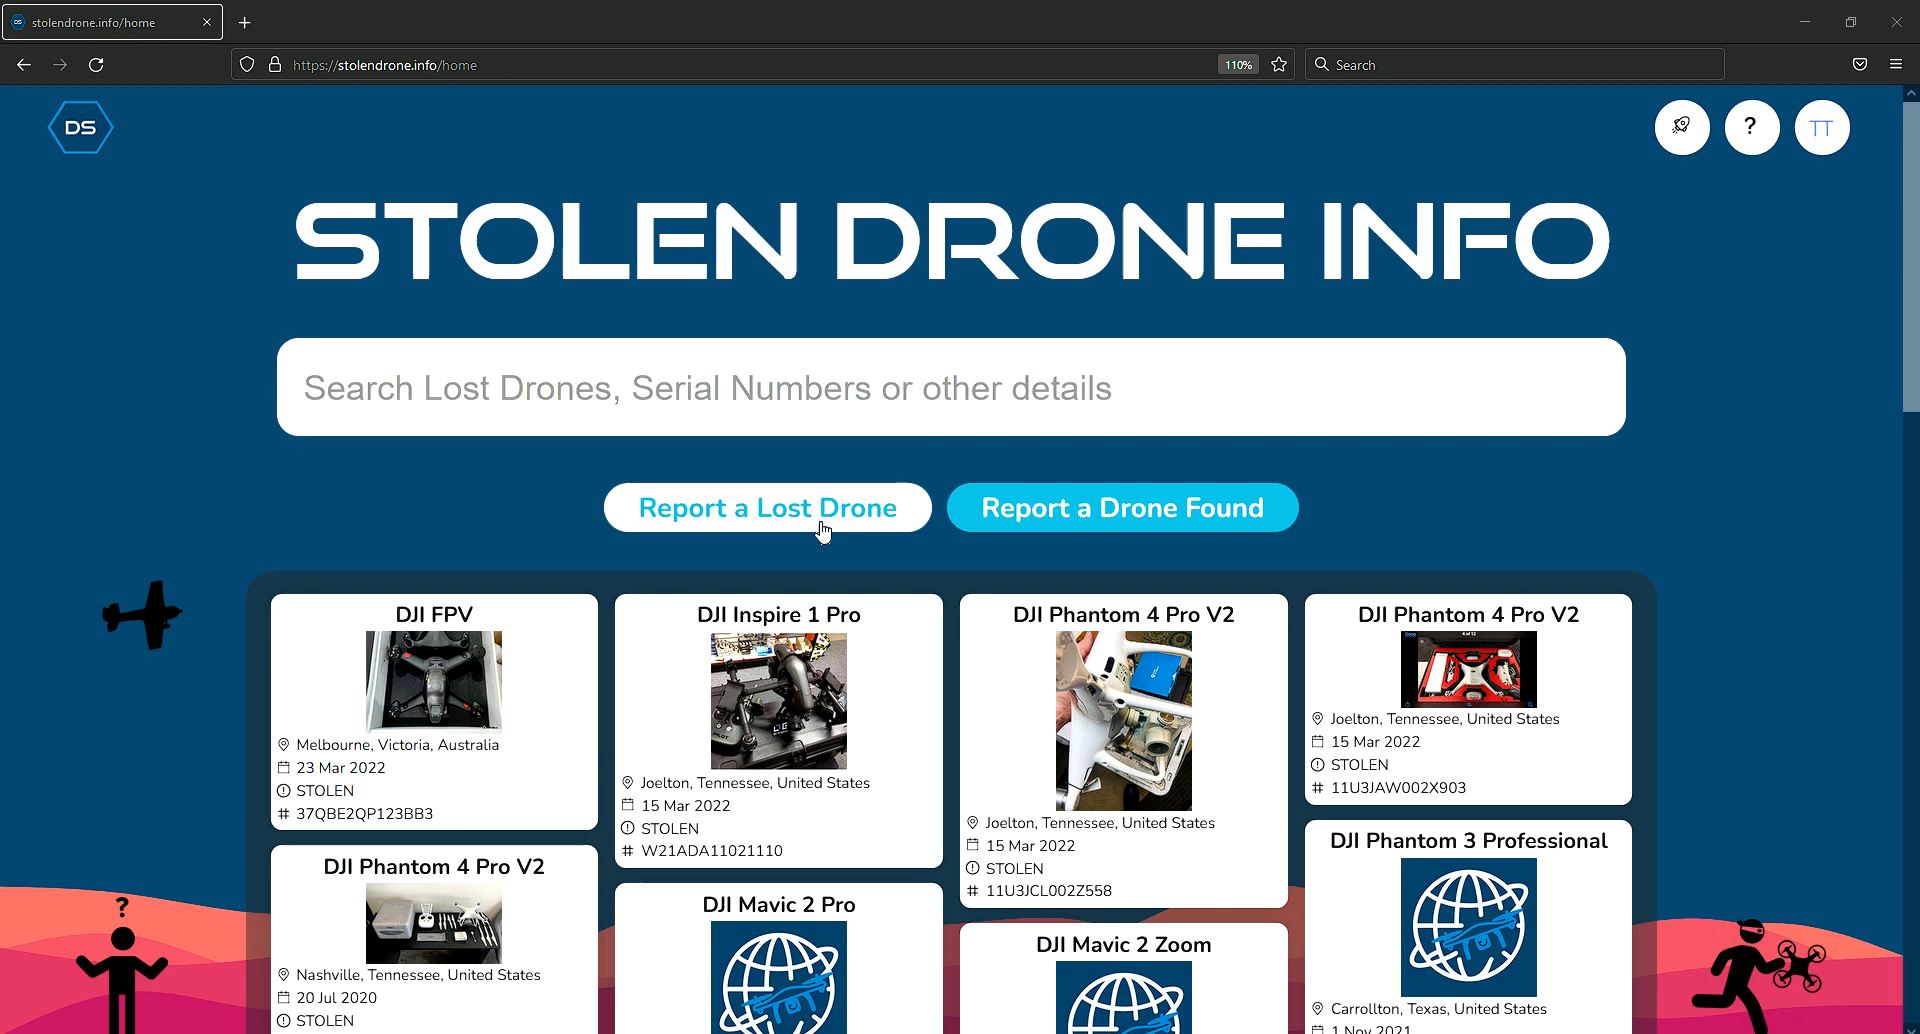 stolendrone.info/home
https://stolendrone.info/home
110%
Search
DS
?
TT
STOLEN DRONE INFO
Search Lost Drones, Serial Numbers or other details
Report a Lost Drone
Report a Drone Found
DJI FPV
Melbourne, Victoria, Australia
23 Mar 2022
STOLEN
# 37QBE2QP123BB3
DJI Phantom 4 Pro V2
Nashville, Tennessee, United States
20 Jul 2020
STOLEN
DJI Inspire 1 Pro
Joelton, Tennessee, United States
15 Mar 2022
STOLEN
# W21ADA11021110
DJI Mavic 2 Pro
DJI Phantom 4 Pro V2
Joelton, Tennessee, United States
15 Mar 2022
STOLEN
# 11U3JCL002Z558
DJI Mavic 2 Zoom
DJI Phantom 4 Pro V2
Done
4 of 12
Joelton, Tennessee, United States
15 Mar 2022
STOLEN
# 11U3JAW002X903
DJI Phantom 3 Professional
Carrollton, Texas, United States
1 Nov 2021
?